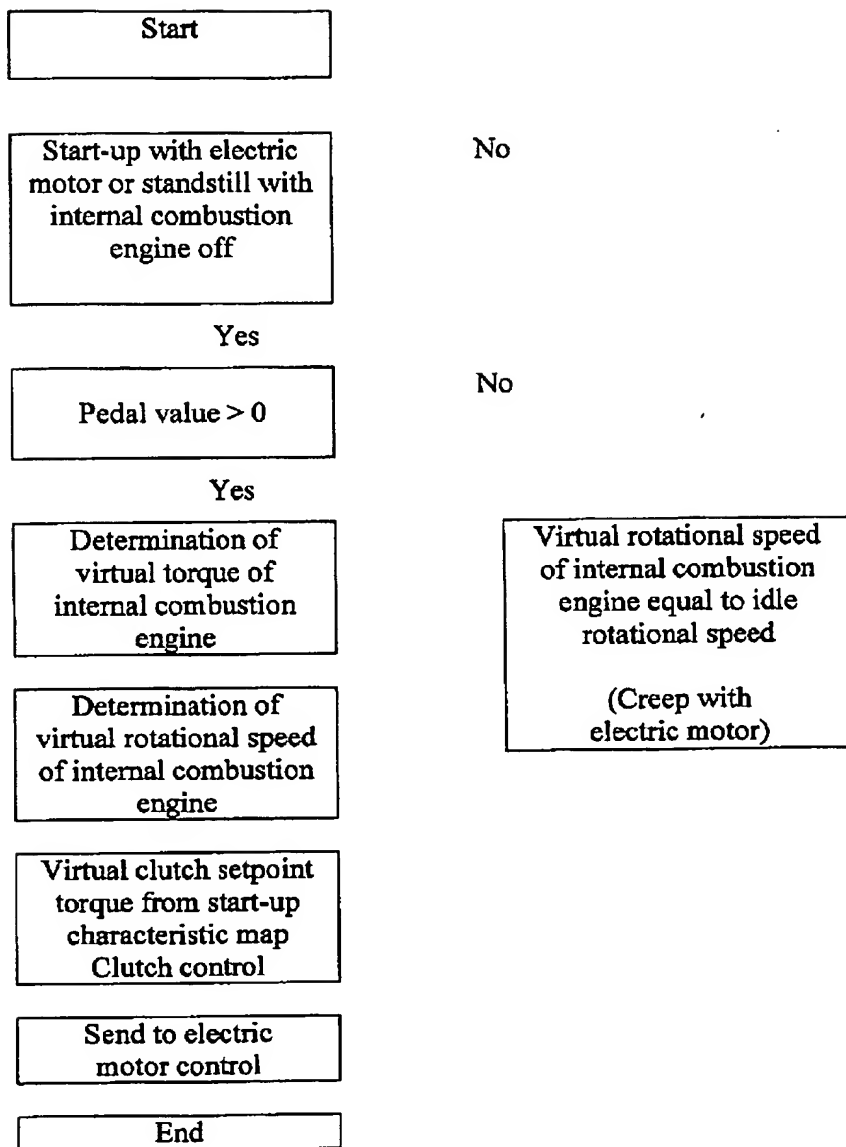 Start
Start-up with electric
motor or standstill with
internal combustion
engine off
No
Yes
Pedal value > 0
No
Yes
Determination of
virtual torque of
internal combustion
engine
Virtual rotational speed
of internal combustion
engine equal to idle
rotational speed
(Creep with
electric motor)
Determination of
virtual rotational speed
of internal combustion
engine
Virtual clutch setpoint
torque from start-up
characteristic map
Clutch control
Send to electric
motor control
End